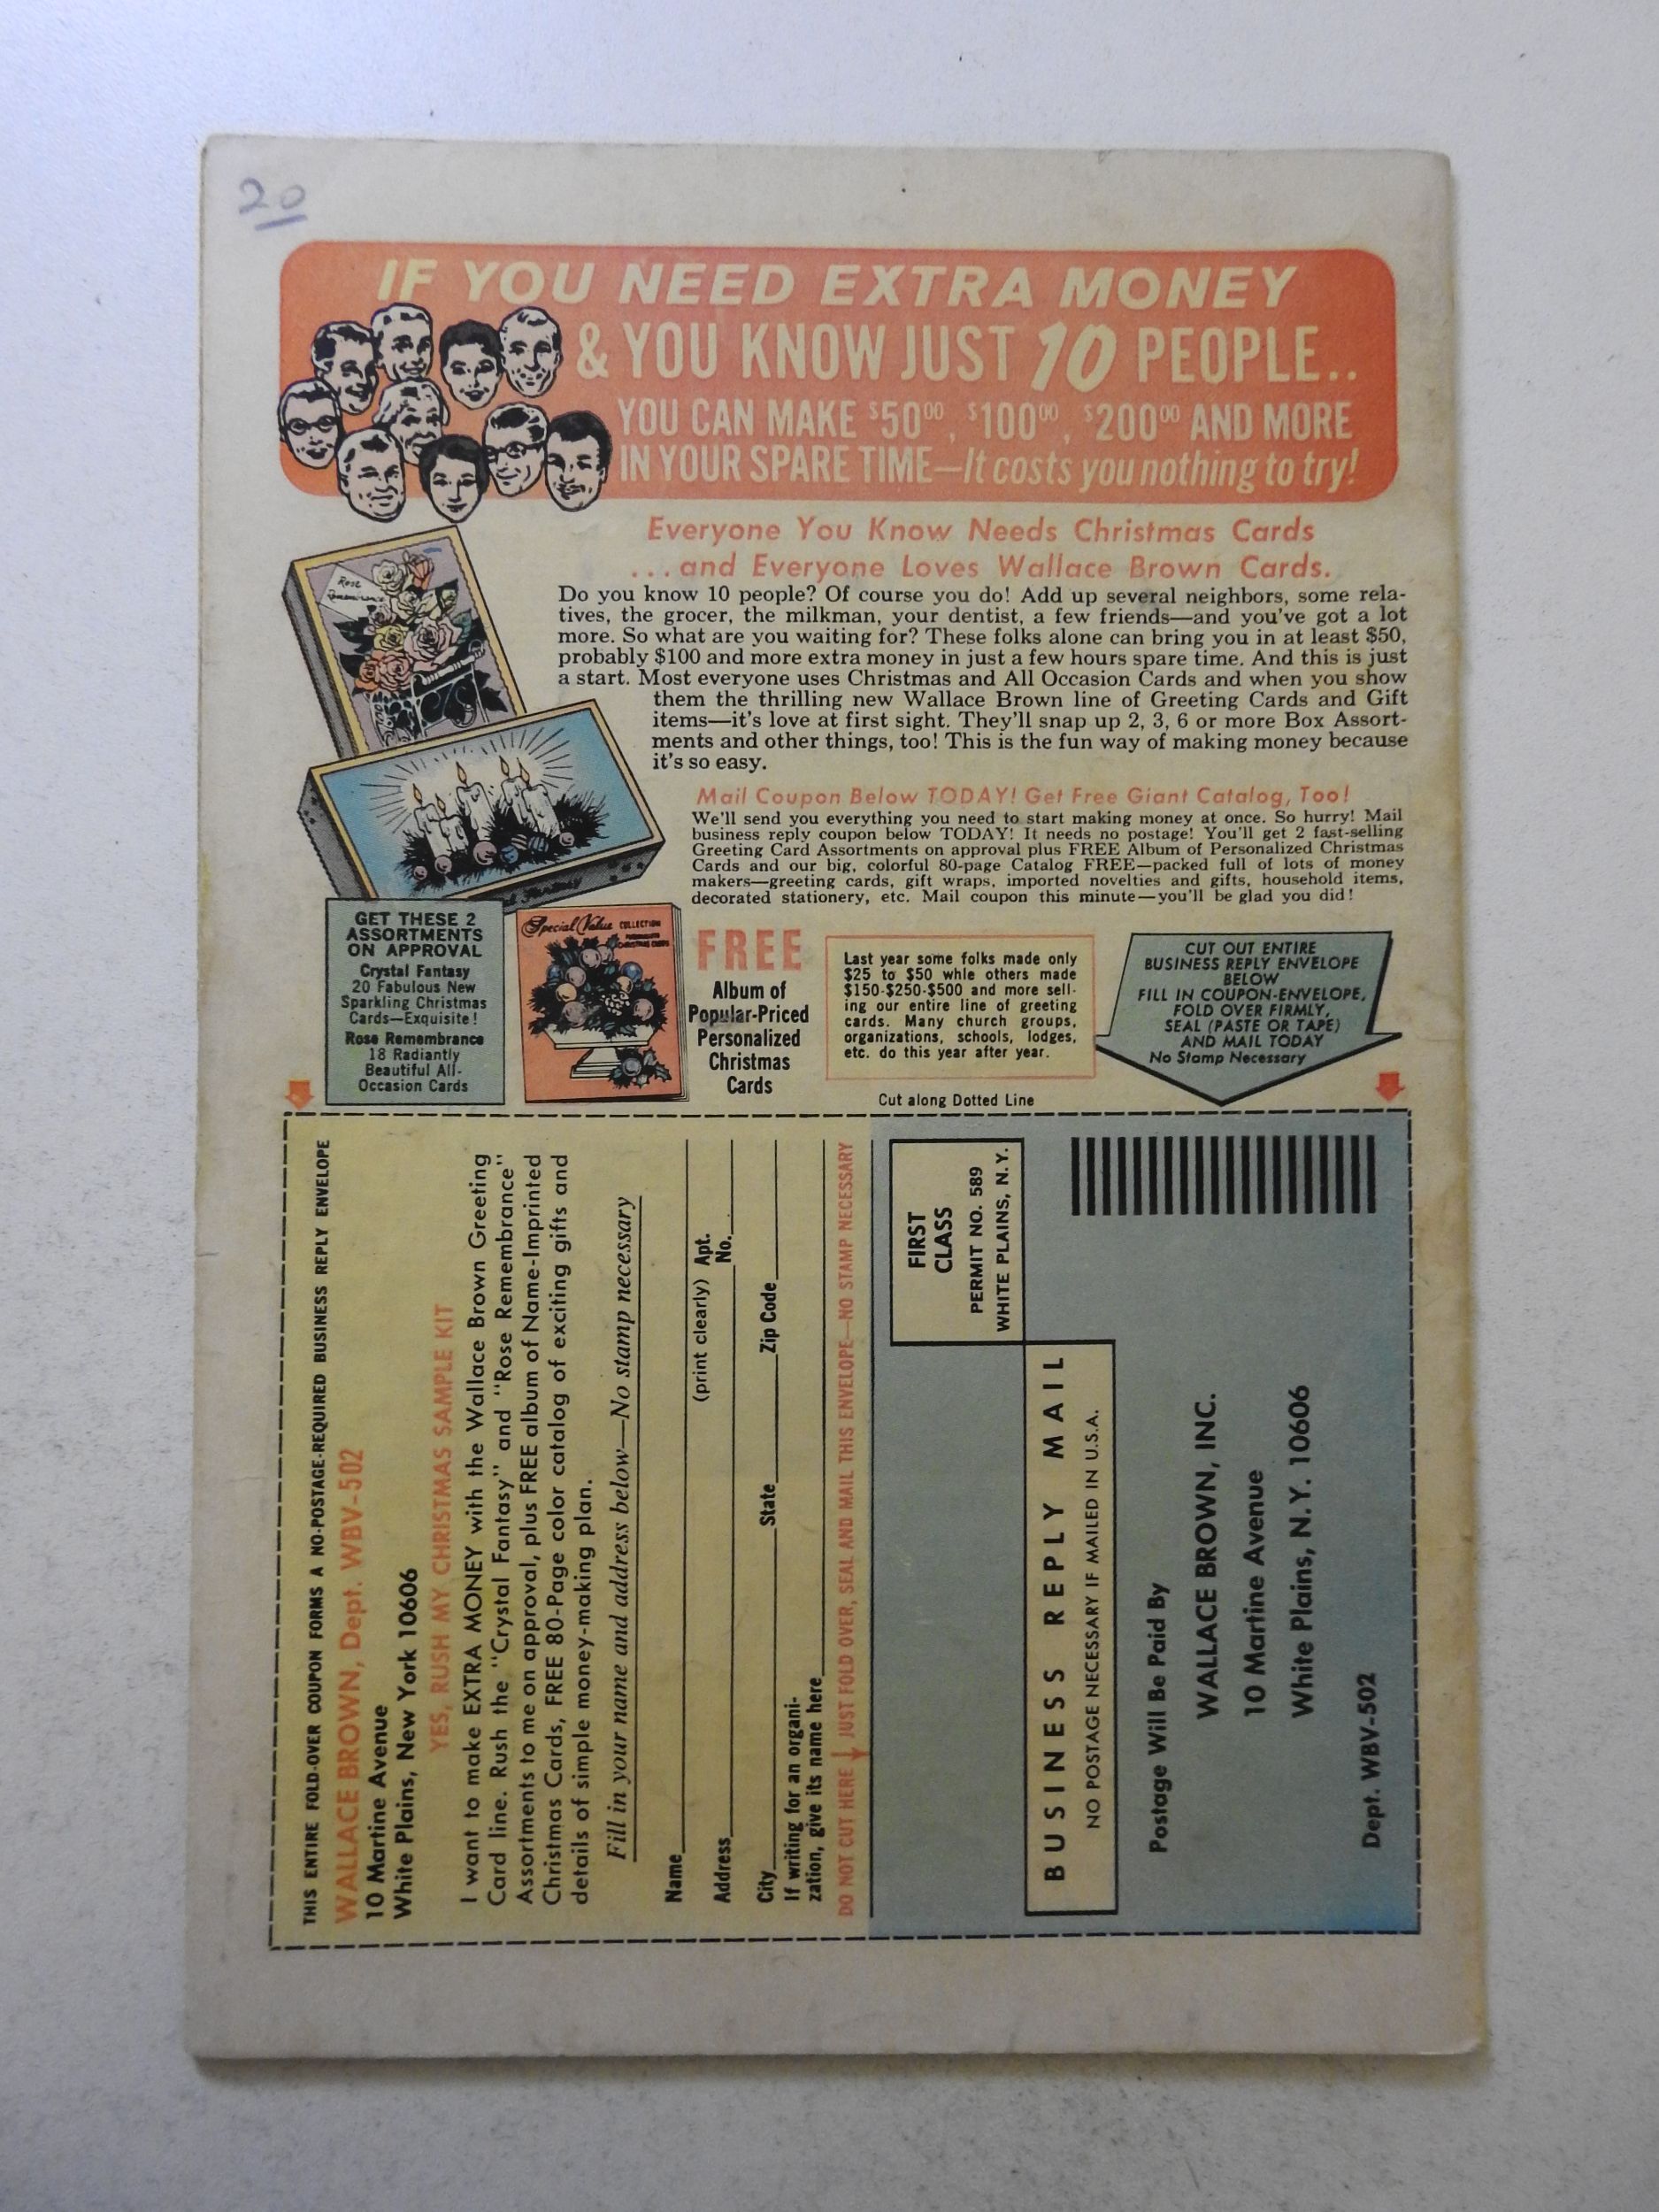 20
IF YOU NEED EXTRA MONEY
& YOU KNOW JUST 10 PEOPLE..
YOU CAN MAKE $50⁰⁰, $100⁰⁰, $200⁰⁰ AND MORE
IN YOUR SPARE TIME—It costs you nothing to try!
Everyone You Know Needs Christmas Cards
...and Everyone Loves Wallace Brown Cards.
Rose
Remembrance
Do you know 10 people? Of course you do! Add up several neighbors, some rela-
tives, the grocer, the milkman, your dentist, a few friends—and you've got a lot
more. So what are you waiting for? These folks alone can bring you in at least $50,
probably $100 and more extra money in just a few hours spare time. And this is just
a start. Most everyone uses Christmas and All Occasion Cards and when you show
them the thrilling new Wallace Brown line of Greeting Cards and Gift
items—it's love at first sight. They'll snap up 2, 3, 6 or more Box Assort-
ments and other things, too! This is the fun way of making money because
it's so easy.
Mail Coupon Below TODAY! Get Free Giant Catalog, Too!
We'll send you everything you need to start making money at once. So hurry! Mail
business reply coupon below TODAY! It needs no postage! You'll get 2 fast-selling
Greeting Card Assortments on approval plus FREE Album of Personalized Christmas
Cards and our big, colorful 80-page Catalog FREE—packed full of lots of money
makers—greeting cards, gift wraps, imported novelties and gifts, household items,
decorated stationery, etc. Mail coupon this minute—you'll be glad you did!
Fantasy
GET THESE 2
ASSORTMENTS
ON APPROVAL
Crystal Fantasy
20 Fabulous New
Sparkling Christmas
Cards—Exquisite!
Rose Remembrance
18 Radiantly
Beautiful All-
Occasion Cards
Special Value COLLECTION
PERSONALIZED
CHRISTMAS CARDS
FREE
Album of
Popular-Priced
Personalized
Christmas
Cards
Last year some folks made only
$25 to $50 whle others made
$150-$250-$500 and more sell-
ing our entire line of greeting
cards. Many church groups,
organizations, schools, lodges,
etc. do this year after year.
CUT OUT ENTIRE
BUSINESS REPLY ENVELOPE
BELOW
FILL IN COUPON-ENVELOPE,
FOLD OVER FIRMLY,
SEAL (PASTE OR TAPE)
AND MAIL TODAY
No Stamp Necessary
Cut along Dotted Line
THIS ENTIRE FOLD-OVER COUPON FORMS A NO-POSTAGE-REQUIRED BUSINESS REPLY ENVELOPE
WALLACE BROWN, Dept. WBV-502
10 Martine Avenue
White Plains, New York 10606
YES, RUSH MY CHRISTMAS SAMPLE KIT
I want to make EXTRA MONEY with the Wallace Brown Greeting
Card line. Rush the "Crystal Fantasy" and "Rose Remembrance"
Assortments to me on approval, plus FREE album of Name-Imprinted
Christmas Cards, FREE 80-Page color catalog of exciting gifts and
details of simple money-making plan.
Fill in your name and address below—No stamp necessary
Name
(print clearly)
Address Apt. No.
City State Zip Code
If writing for an organi-
zation, give its name here
DO NOT CUT HERE JUST FOLD OVER, SEAL AND MAIL THIS ENVELOPE—NO STAMP NECESSARY
FIRST
CLASS
PERMIT NO. 589
WHITE PLAINS, N.Y.
BUSINESS REPLY MAIL
NO POSTAGE NECESSARY IF MAILED IN U.S.A.
Postage Will Be Paid By
WALLACE BROWN, INC.
10 Martine Avenue
White Plains, N.Y. 10606
Dept. WBV-502